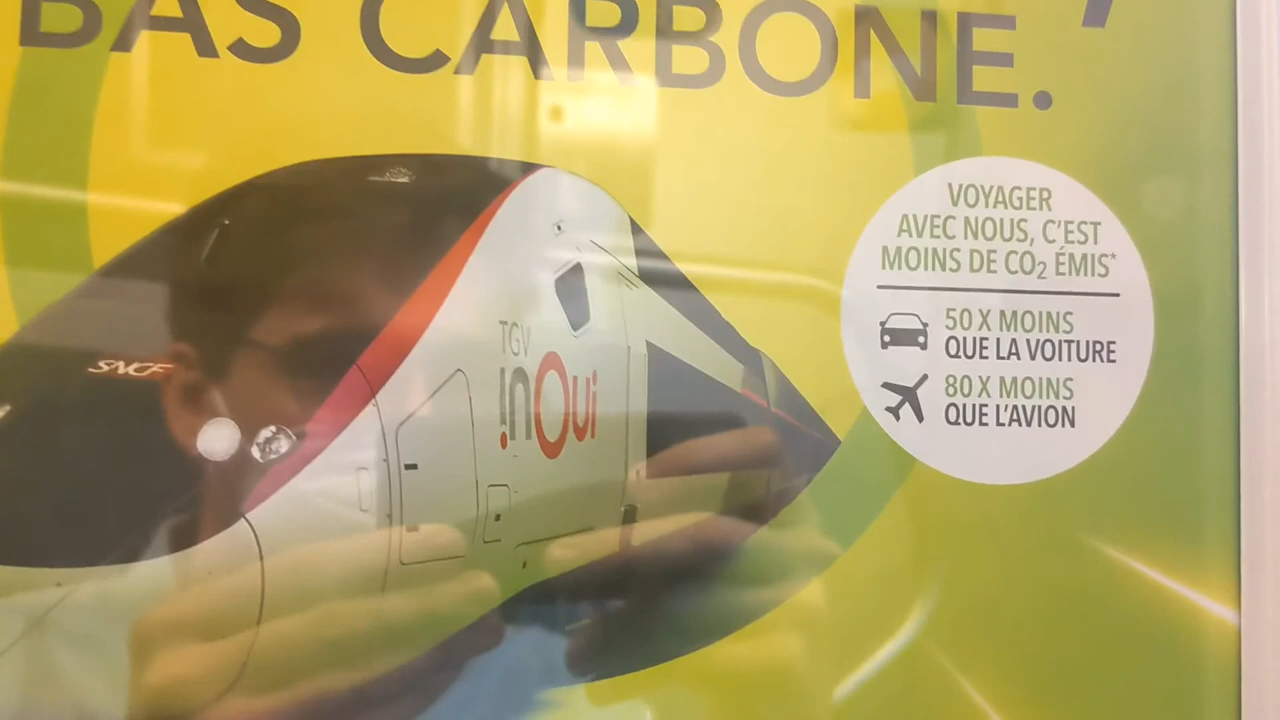 BAS CARBONE.
VOYAGER
AVEC NOUS, C'EST
MOINS DE CO₂ ÉMIS*
50 X MOINS
QUE LA VOITURE
80 X MOINS
QUE L'AVION
SNCF
TGV
inOui